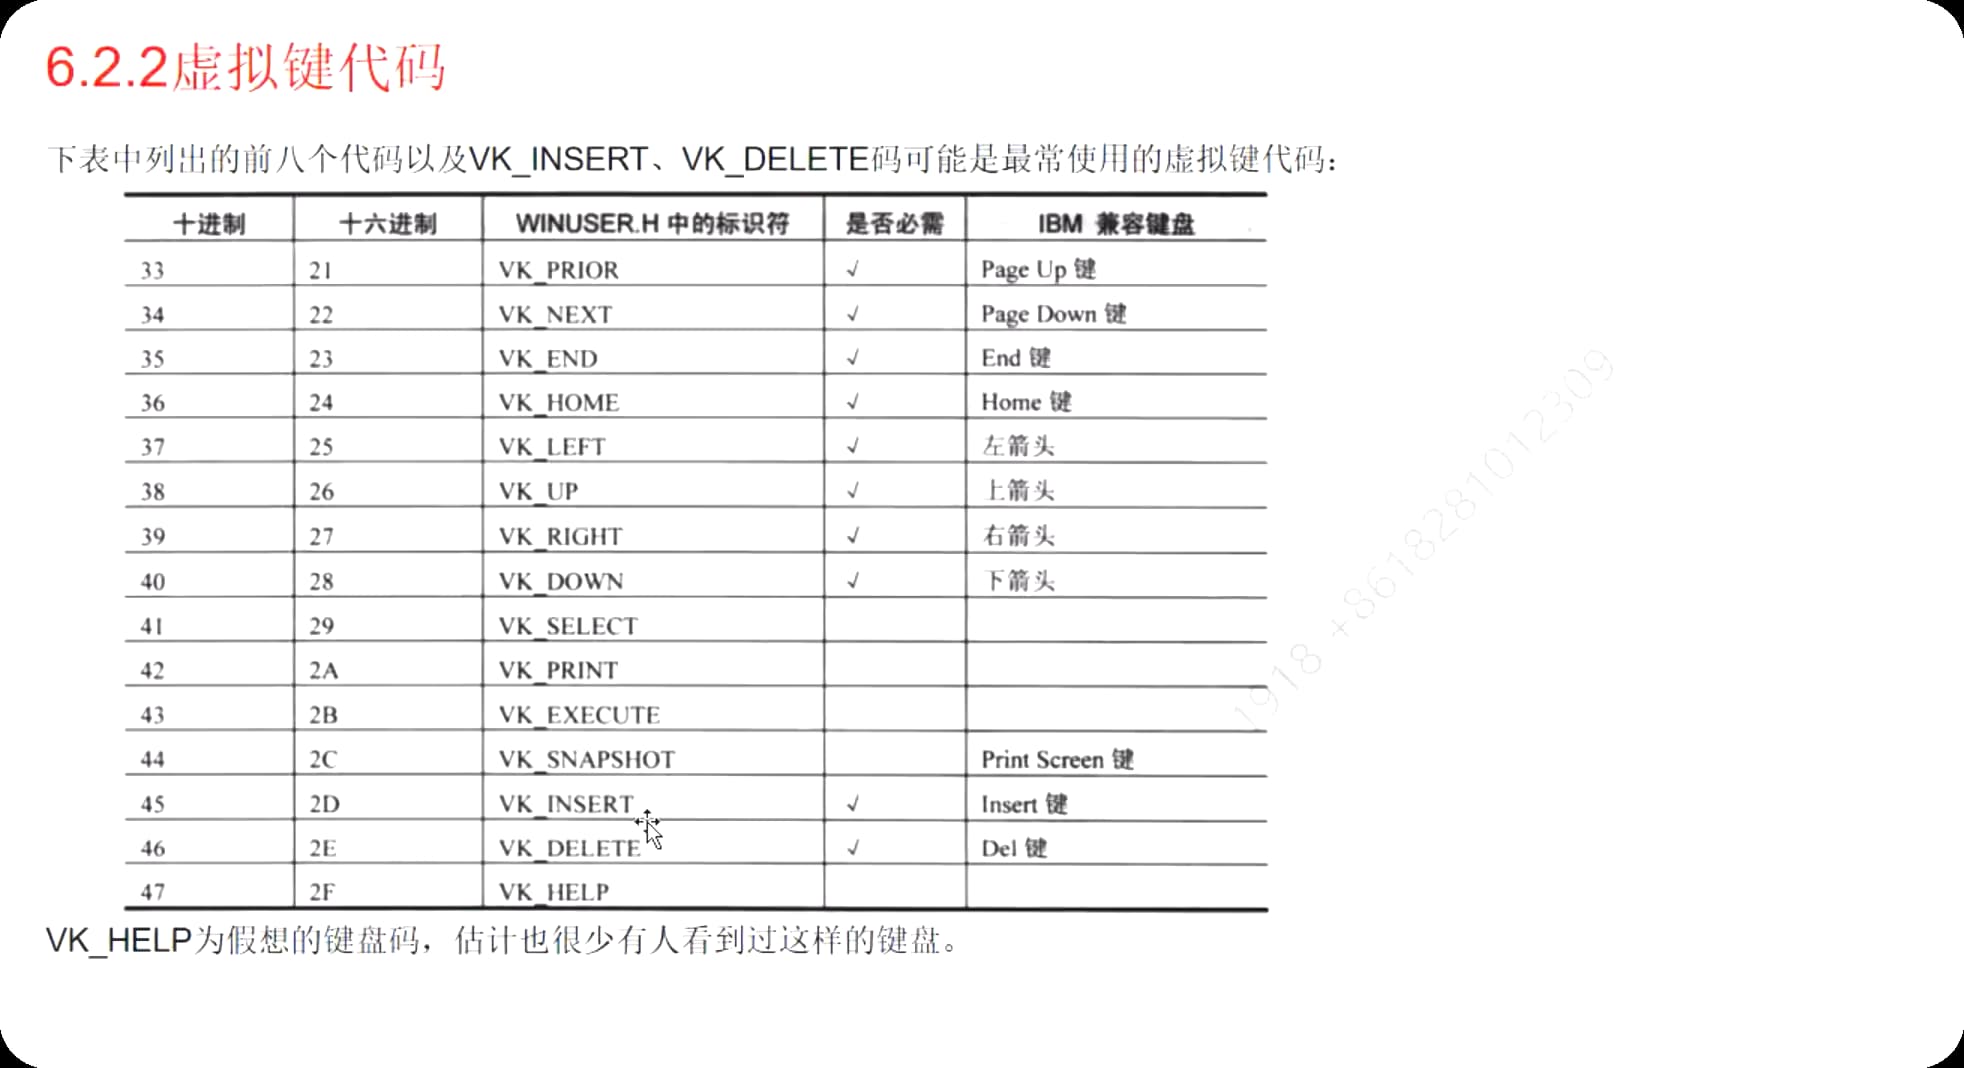 6.2.2虚拟键代码
下表中列出的前八个代码以及VK_INSERT、VK_DELETE码可能是最常使用的虚拟键代码：
十进制 十六进制 WINUSER.H 中的标识符 是否必需 IBM 兼容键盘
33 21 VK_PRIOR √ Page Up 键
34 22 VK_NEXT √ Page Down 键
35 23 VK_END √ End 键
36 24 VK_HOME √ Home 键
37 25 VK_LEFT √ 左箭头
38 26 VK_UP √ 上箭头
39 27 VK_RIGHT √ 右箭头
40 28 VK_DOWN √ 下箭头
41 29 VK_SELECT
42 2A VK_PRINT
43 2B VK_EXECUTE
44 2C VK_SNAPSHOT Print Screen 键
45 2D VK_INSERT √ Insert 键
46 2E VK_DELETE √ Del 键
47 2F VK_HELP
VK_HELP为假想的键盘码，估计也很少有人看到过这样的键盘。
1918 +8618281012309